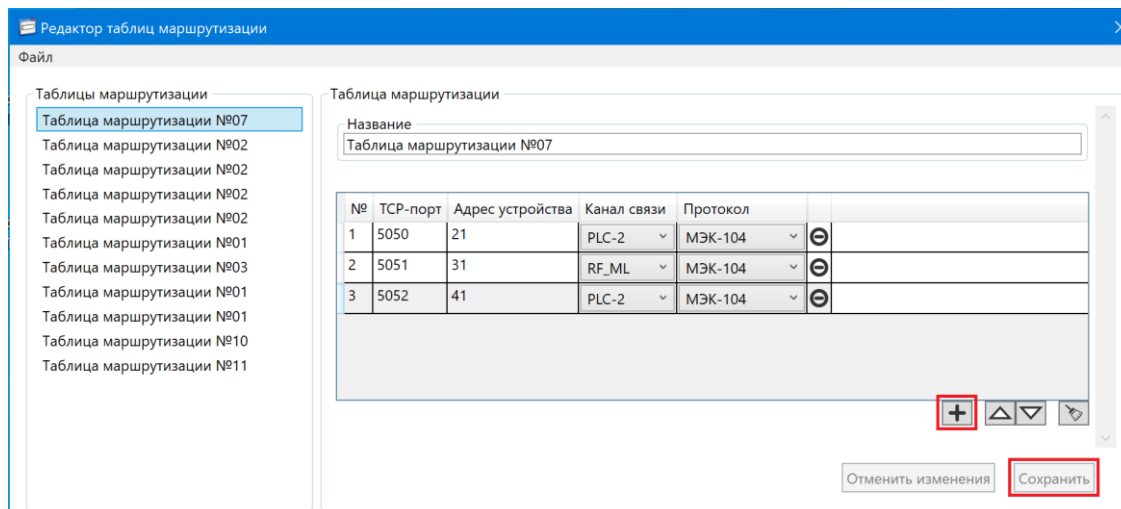 Редактор таблиц маршрутизации
Файл
Таблицы маршрутизации
Таблица маршрутизации №07
Таблица маршрутизации №02
Таблица маршрутизации №02
Таблица маршрутизации №02
Таблица маршрутизации №02
Таблица маршрутизации №01
Таблица маршрутизации №03
Таблица маршрутизации №01
Таблица маршрутизации №01
Таблица маршрутизации №10
Таблица маршрутизации №11
Таблица маршрутизации
Название
Таблица маршрутизации №07
№ TCP-порт Адрес устройства Канал связи Протокол
1 5050 21 PLC-2 МЭК-104
2 5051 31 RF_ML МЭК-104
3 5052 41 PLC-2 МЭК-104
Отменить изменения Сохранить